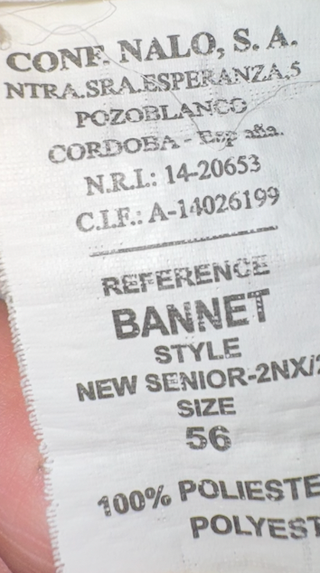 CONF. NALO, S. A.
NTRA.SRA.ESPERANZA,5
POZOBLANCO
CORDOBA - España.
N.R.I.: 14-20653
C.I.F.: A-14026199
REFERENCE
BANNET
STYLE
NEW SENIOR-2NX/
SIZE
56
100% POLIESTE
POLYEST